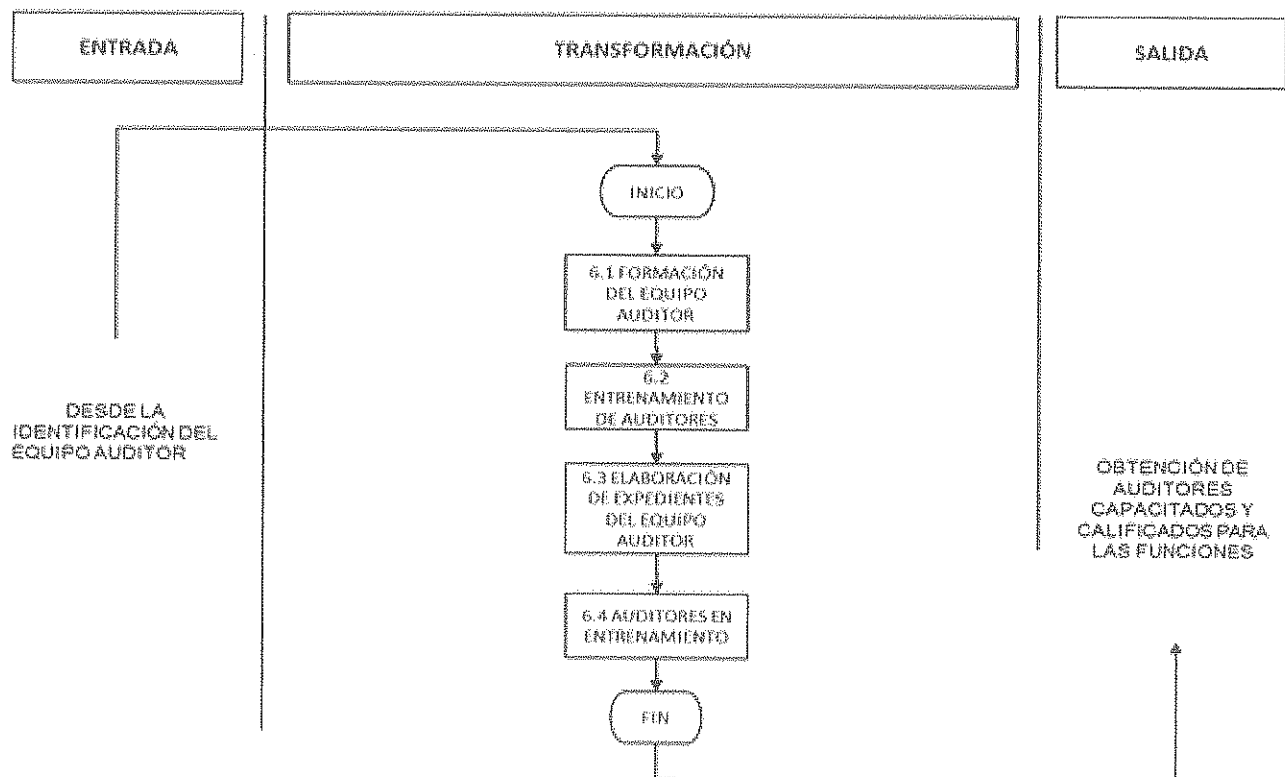 ENTRADA
TRANSFORMACIÓN
SALIDA
INICIO
6.1 FORMACIÓN
DEL EQUIPO
AUDITOR
6.2
ENTRENAMIENTO
DE AUDITORES
DESDE LA
IDENTIFICACIÓN DEL
EQUIPO AUDITOR
6.3 ELABORACIÓN
DE EXPEDIENTES
DEL EQUIPO
AUDITOR
OBTENCIÓN DE
AUDITORES
CAPACITADOS Y
CALIFICADOS PARA
LAS FUNCIONES
6.4 AUDITORES EN
ENTRENAMIENTO
FIN